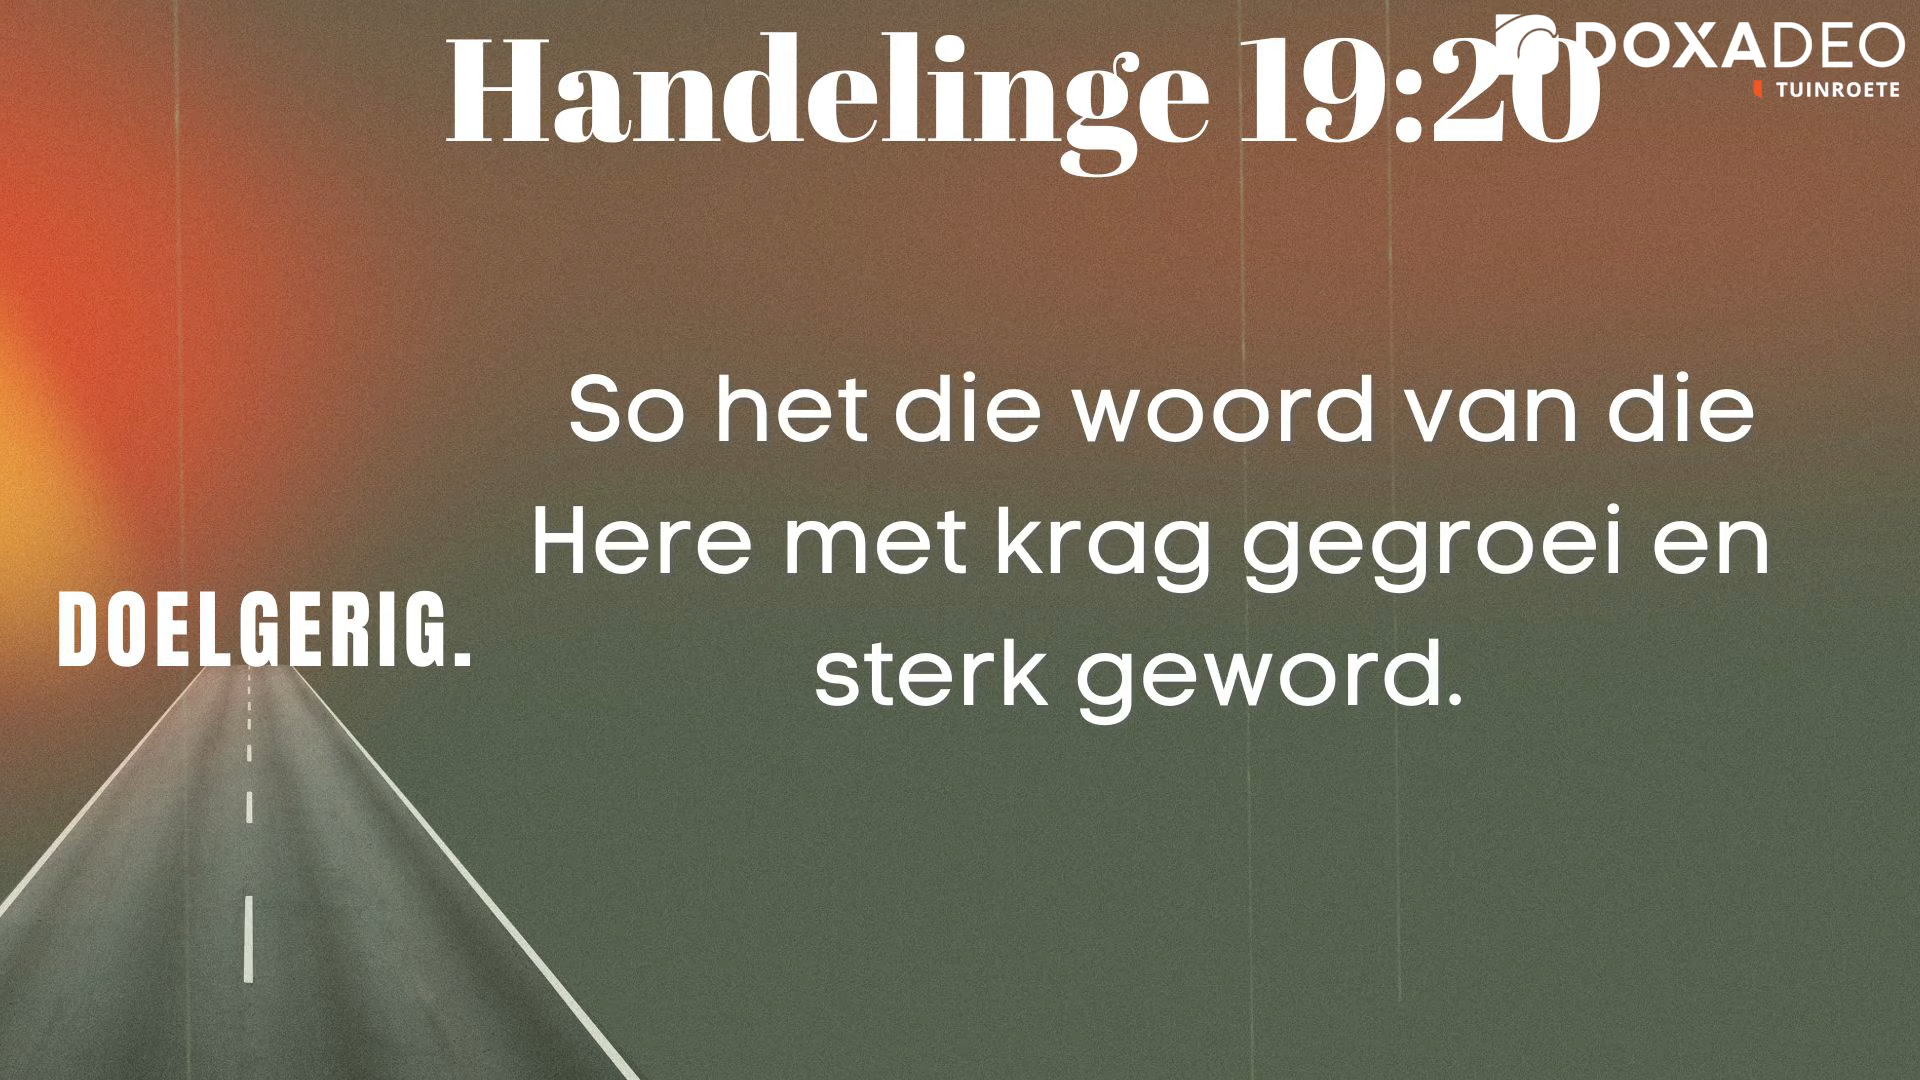 Handelinge 19:20
DOXADEO
TUINROETE
So het die woord van die
Here met krag gegroei en
sterk geword.
DOELGERIG.